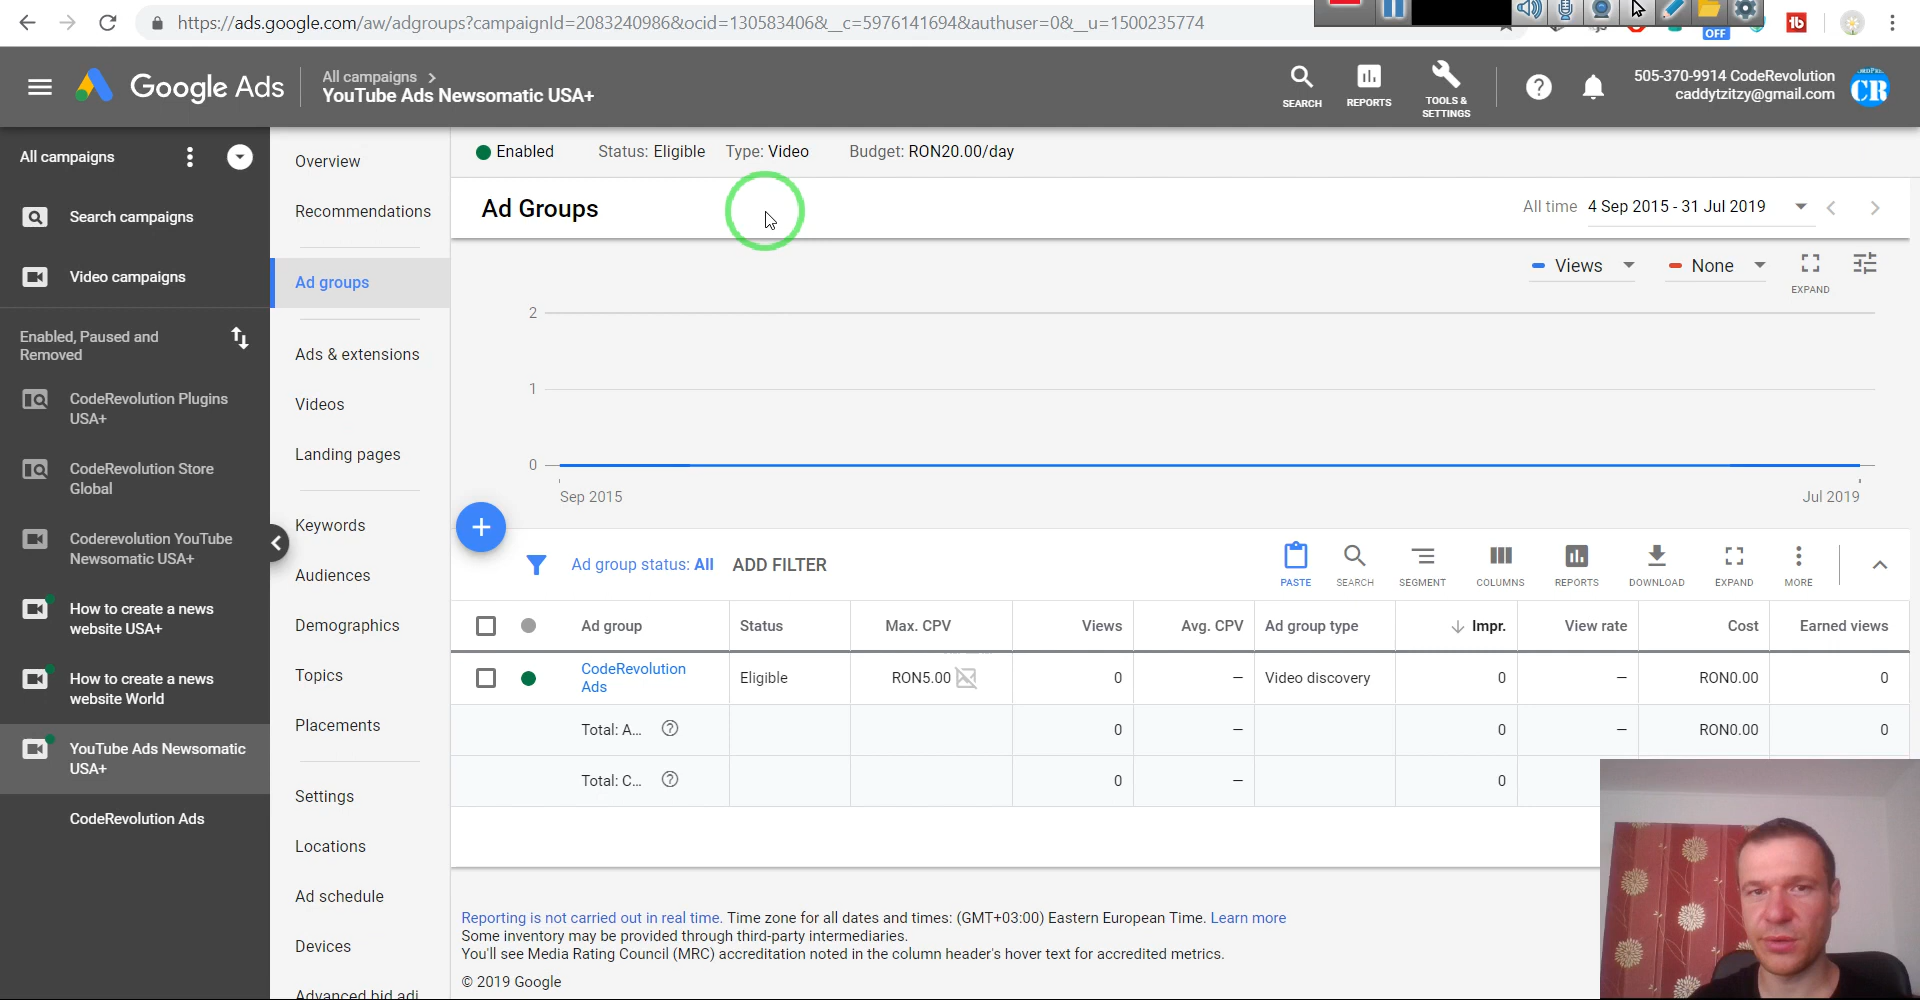 https://ads.google.com/aw/adgroups?campaignId=2083240986&ocid=130583406&__c=5976141694&authuser=0&__u=1500235774
OFF
Google Ads
All campaigns >
YouTube Ads Newsomatic USA+
SEARCH
REPORTS
TOOLS &
SETTINGS
505-370-9914 CodeRevolution
caddytzitzy@gmail.com
CR
All campaigns
Search campaigns
Video campaigns
Enabled, Paused and
Removed
CodeRevolution Plugins
USA+
CodeRevolution Store
Global
Coderevolution YouTube
Newsomatic USA+
How to create a news
website USA+
How to create a news
website World
YouTube Ads Newsomatic
USA+
CodeRevolution Ads
Overview
Recommendations
Ad groups
Ads & extensions
Videos
Landing pages
Keywords
Audiences
Demographics
Topics
Placements
Settings
Locations
Ad schedule
Devices
Advanced bid adj
Enabled Status: Eligible Type: Video Budget: RON20.00/day
Ad Groups
All time 4 Sep 2015 - 31 Jul 2019
Views None
EXPAND
2
1
0
Sep 2015 Jul 2019
Ad group status: All ADD FILTER
PASTE SEARCH SEGMENT COLUMNS REPORTS DOWNLOAD EXPAND MORE
Ad group Status Max. CPV Views Avg. CPV Ad group type Impr. View rate Cost Earned views
CodeRevolution
Ads
Eligible RON5.00 0 — Video discovery 0 — RON0.00 0
Total: A... 0 — 0 — RON0.00 0
Total: C... 0 — 0
Reporting is not carried out in real time. Time zone for all dates and times: (GMT+03:00) Eastern European Time. Learn more
Some inventory may be provided through third-party intermediaries.
You'll see Media Rating Council (MRC) accreditation noted in the column header's hover text for accredited metrics.
© 2019 Google